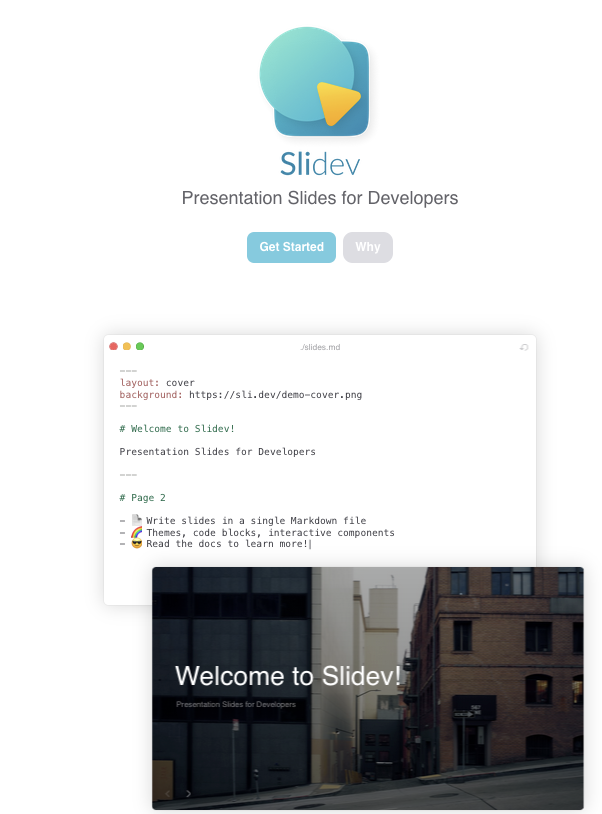 Slidev
Presentation Slides for Developers
Get Started
Why
./slides.md
---
layout: cover
background: https://sli.dev/demo-cover.png
---
# Welcome to Slidev!
Presentation Slides for Developers
---
# Page 2
- 📄 Write slides in a single Markdown file
- 🌈 Themes, code blocks, interactive components
- 😎 Read the docs to learn more!
Welcome to Slidev!
Presentation Slides for Developers